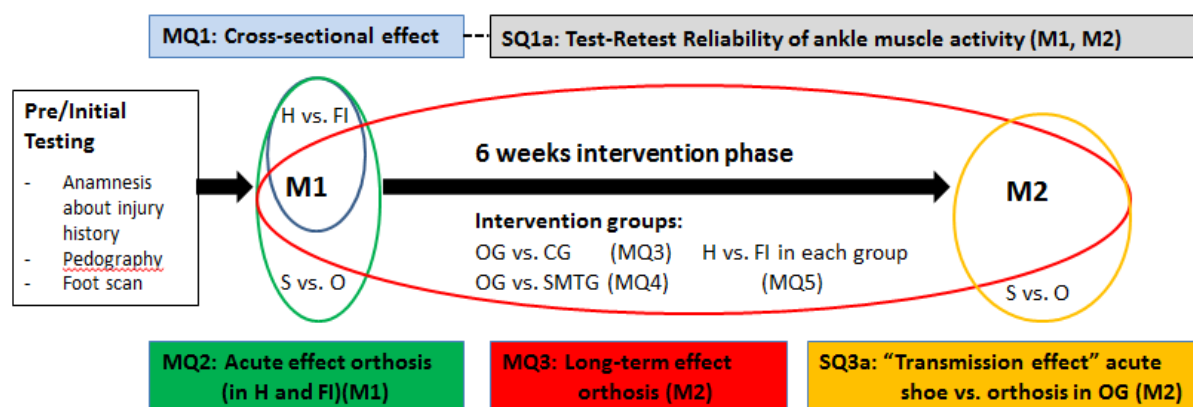 MQ1: Cross-sectional effect
SQ1a: Test-Retest Reliability of ankle muscle activity (M1, M2)
Pre/Initial
Testing
- Anamnesis
about injury
history
- Pedography
- Foot scan
H vs. FI
M1
S vs. O
6 weeks intervention phase
Intervention groups:
OG vs. CG (MQ3) H vs. FI in each group
OG vs. SMTG (MQ4) (MQ5)
M2
S vs. O
MQ2: Acute effect orthosis
(in H and FI)(M1)
MQ3: Long-term effect
orthosis (M2)
SQ3a: “Transmission effect” acute
shoe vs. orthosis in OG (M2)